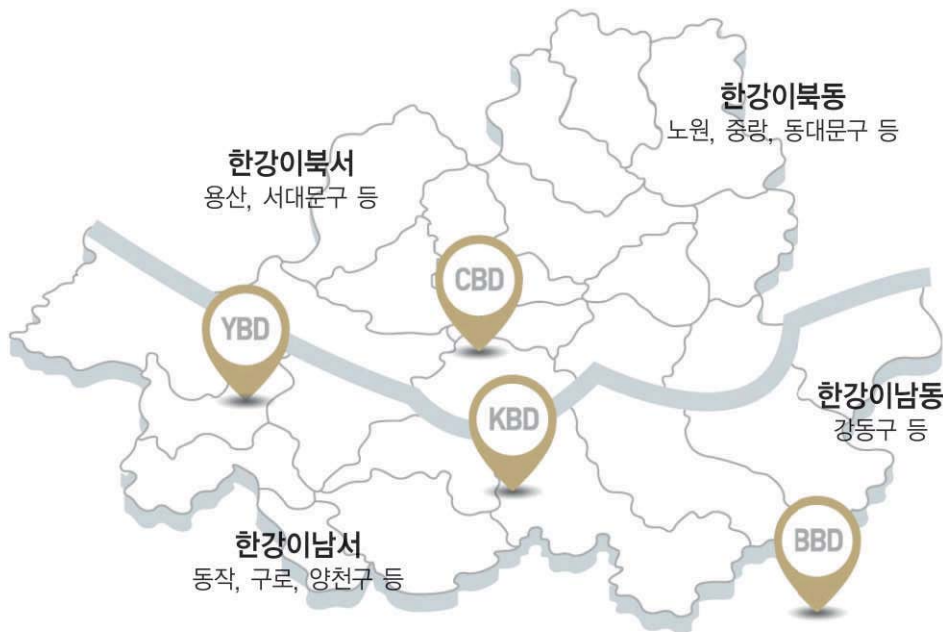 한강이북동
노원, 중랑, 동대문구 등
한강이북서
용산, 서대문구 등
CBD
YBD
KBD
한강이남동
강동구 등
BBD
한강이남서
동작, 구로, 양천구 등